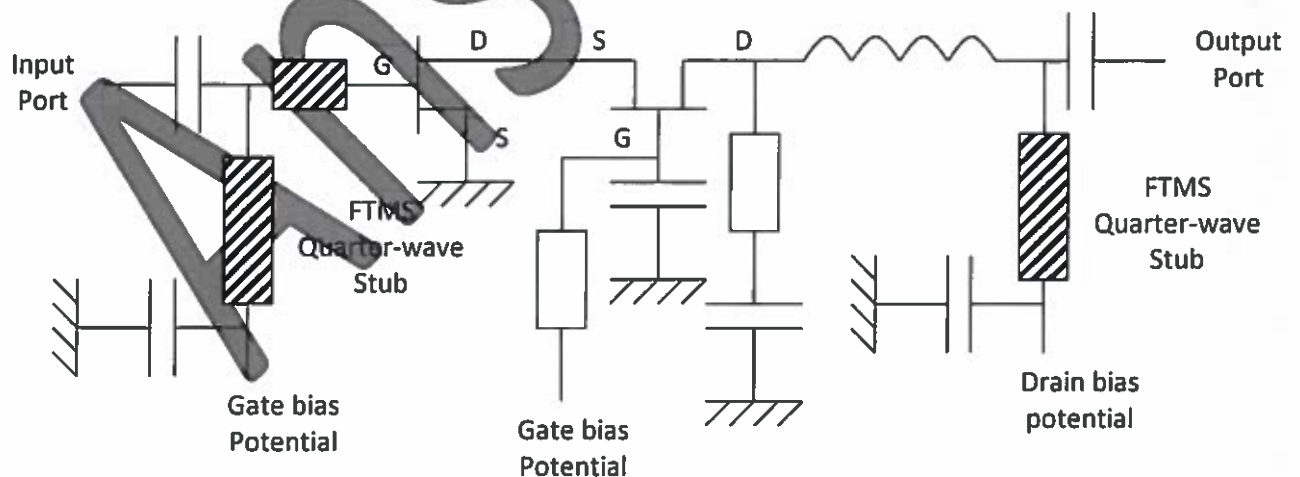 Input
Port
G
D
S
S
D
G
Output
Port
FTMS
Quarter-wave
Stub
FTMS
Quarter-wave
Stub
Gate bias
Potential
Gate bias
Potential
Drain bias
potential